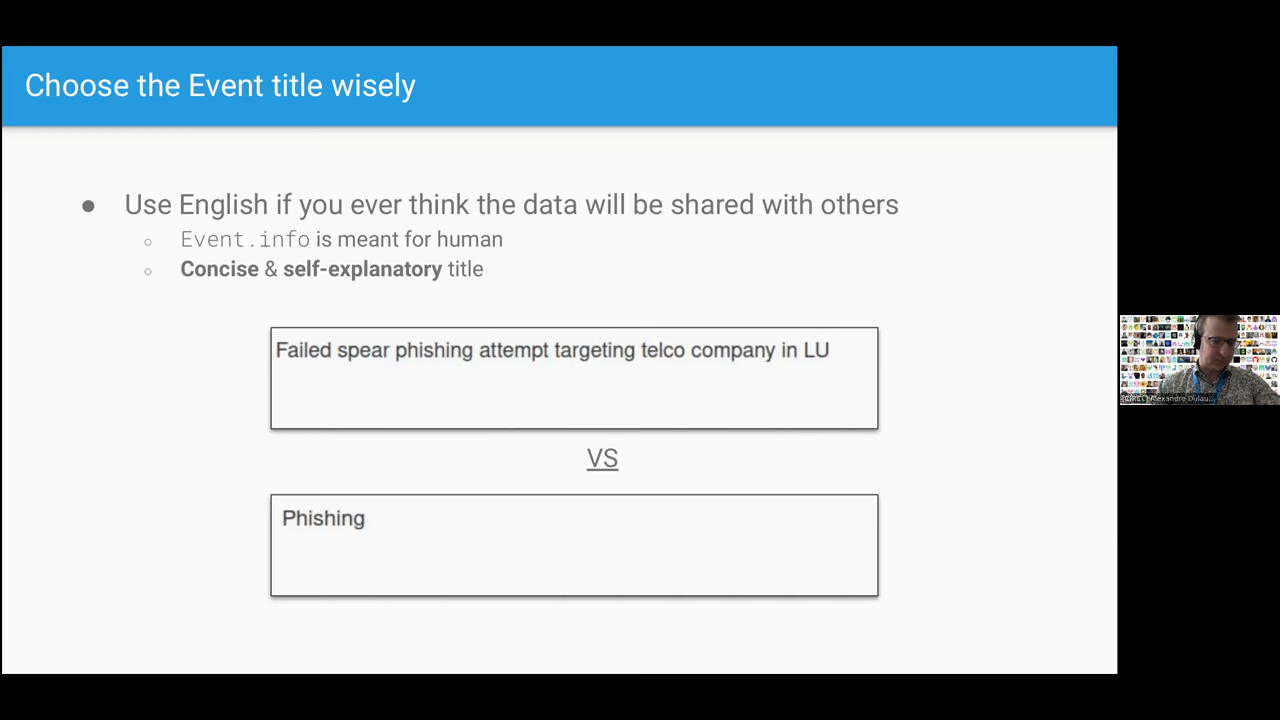 Choose the Event title wisely
● Use English if you ever think the data will be shared with others
○ Event.info is meant for human
○ Concise & self-explanatory title
Failed spear phishing attempt targeting telco company in LU
VS
Phishing